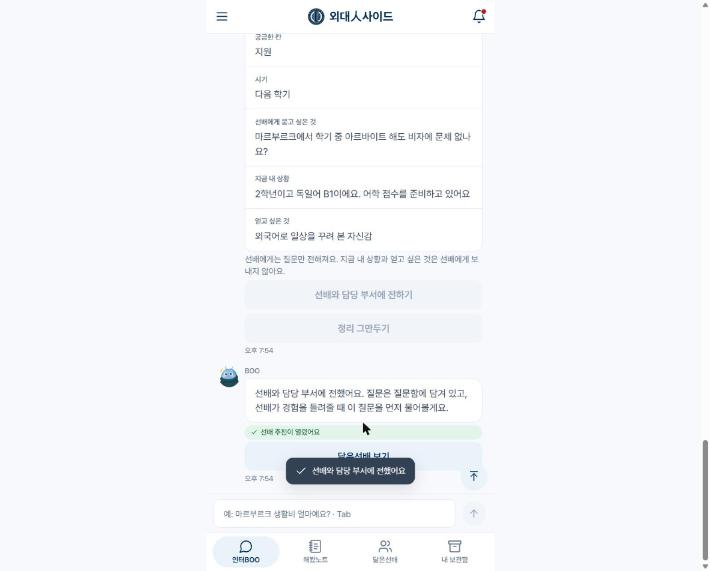 외대人사이드
궁금한 칸
지원
시기
다음 학기
선배에게 묻고 싶은 것
마르부르크에서 학기 중 아르바이트 해도 비자에 문제 없나
요?
지금 내 상황
2학년이고 독일어 B1이에요. 어학 점수를 준비하고 있어요
얻고 싶은 것
외국어로 일상을 꾸려 본 자신감
선배에게는 질문만 전해져요. 지금 내 상황과 얻고 싶은 것은 선배에게 보
내지 않아요.
선배와 담당 부서에 전하기
정리 그만두기
오후 7:54
BOO
선배와 담당 부서에 전했어요. 질문은 질문함에 담겨 있고,
선배가 경험을 들려줄 때 이 질문을 먼저 물어볼게요.
선배 추천이 열렸어요
닮은선배 보기
선배와 담당 부서에 전했어요
오후 7:54
예: 마르부르크 생활비 얼마예요? · Tab
인터BOO
해봤노트
닮은선배
내 보관함